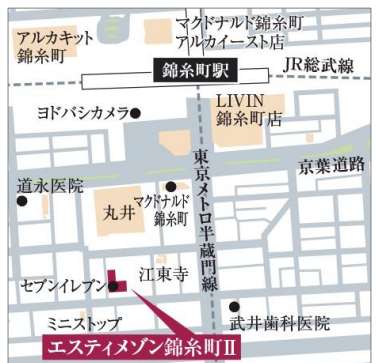 マクドナルド錦糸町
アルカイースト店
アルカキット
錦糸町
錦糸町駅
JR総武線
ヨドバシカメラ
LIVIN
錦糸町店
東京メトロ半蔵門線
京葉道路
道永医院
マクドナルド
錦糸町
丸井
江東寺
セブンイレブン
ミニストップ
武井歯科医院
エスティメゾン錦糸町Ⅱ